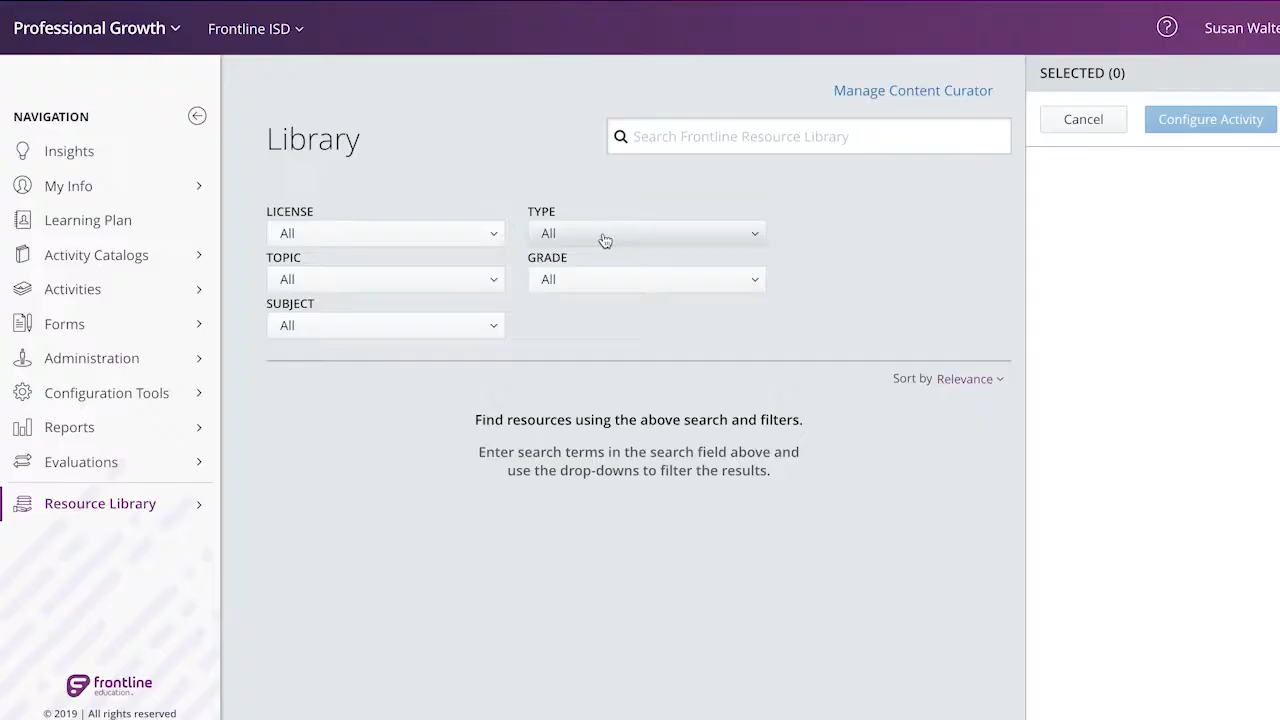 Professional Growth
Frontline ISD
?
Susan Walte
NAVIGATION
Insights
My Info
Learning Plan
Activity Catalogs
Activities
Forms
Administration
Configuration Tools
Reports
Evaluations
Resource Library
frontline
education™
© 2019 | All rights reserved
Manage Content Curator
Library
Search Frontline Resource Library
LICENSE
All
TYPE
All
TOPIC
All
GRADE
All
SUBJECT
All
Sort by Relevance
Find resources using the above search and filters.
Enter search terms in the search field above and
use the drop-downs to filter the results.
SELECTED (0)
Cancel
Configure Activity